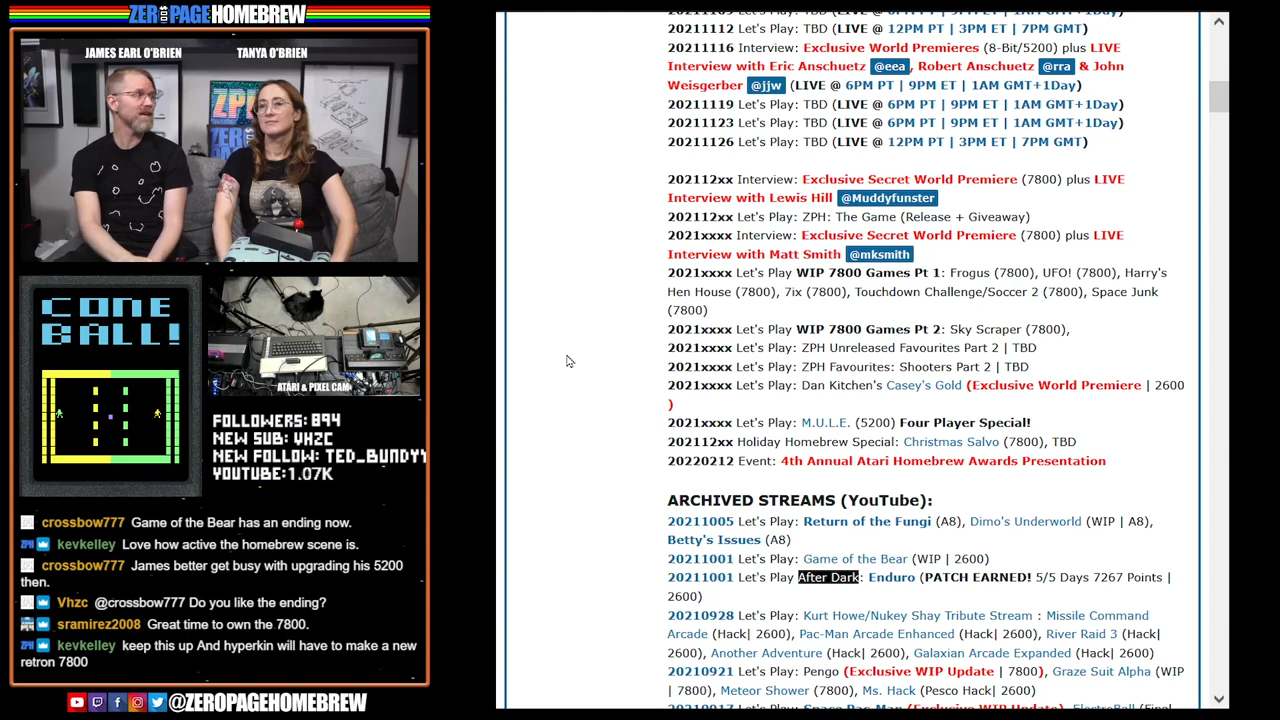 ZERO PAGE HOMEBREW
JAMES EARL O'BRIEN
TANYA O'BRIEN
ZP
ZERO
CONE
BALL!
ATARI & PIXEL CAM
FOLLOWERS: 894
NEW SUB: VHZC
NEW FOLLOW: TED_BUNDYY
YOUTUBE: 1.07K
crossbow777 Game of the Bear has an ending now.
kevkelley Love how active the homebrew scene is.
crossbow777 James better get busy with upgrading his 5200
then.
Vhzc @crossbow777 Do you like the ending?
sramirez2008 Great time to own the 7800.
kevkelley keep this up And hyperkin will have to make a new
retron 7800
@ZEROPAGEHOMEBREW
20211112 Let's Play: TBD (LIVE @ 12PM PT | 3PM ET | 7PM GMT)
20211116 Interview: Exclusive World Premieres (8-Bit/5200) plus LIVE
Interview with Eric Anschuetz @eea, Robert Anschuetz @rra & John
Weisgerber @jjw (LIVE @ 6PM PT | 9PM ET | 1AM GMT+1Day)
20211119 Let's Play: TBD (LIVE @ 6PM PT | 9PM ET | 1AM GMT+1Day)
20211123 Let's Play: TBD (LIVE @ 6PM PT | 9PM ET | 1AM GMT+1Day)
20211126 Let's Play: TBD (LIVE @ 12PM PT | 3PM ET | 7PM GMT)
202112xx Interview: Exclusive Secret World Premiere (7800) plus LIVE
Interview with Lewis Hill @Muddyfunster
202112xx Let's Play: ZPH: The Game (Release + Giveaway)
2021xxxx Interview: Exclusive Secret World Premiere (7800) plus LIVE
Interview with Matt Smith @mksmith
2021xxxx Let's Play WIP 7800 Games Pt 1: Frogus (7800), UFO! (7800), Harry's
Hen House (7800), 7ix (7800), Touchdown Challenge/Soccer 2 (7800), Space Junk
(7800)
2021xxxx Let's Play WIP 7800 Games Pt 2: Sky Scraper (7800),
2021xxxx Let's Play: ZPH Unreleased Favourites Part 2 | TBD
2021xxxx Let's Play: ZPH Favourites: Shooters Part 2 | TBD
2021xxxx Let's Play: Dan Kitchen's Casey's Gold (Exclusive World Premiere | 2600
)
2021xxxx Let's Play: M.U.L.E. (5200) Four Player Special!
202112xx Holiday Homebrew Special: Christmas Salvo (7800), TBD
20220212 Event: 4th Annual Atari Homebrew Awards Presentation
ARCHIVED STREAMS (YouTube):
20211005 Let's Play: Return of the Fungi (A8), Dimo's Underworld (WIP | A8),
Betty's Issues (A8)
20211001 Let's Play: Game of the Bear (WIP | 2600)
20211001 Let's Play After Dark: Enduro (PATCH EARNED! 5/5 Days 7267 Points |
2600)
20210928 Let's Play: Kurt Howe/Nukey Shay Tribute Stream : Missile Command
Arcade (Hack| 2600), Pac-Man Arcade Enhanced (Hack| 2600), River Raid 3 (Hack|
2600), Another Adventure (Hack| 2600), Galaxian Arcade Expanded (Hack| 2600)
20210921 Let's Play: Pengo (Exclusive WIP Update | 7800), Graze Suit Alpha (WIP
| 7800), Meteor Shower (7800), Ms. Hack (Pesco Hack| 2600)